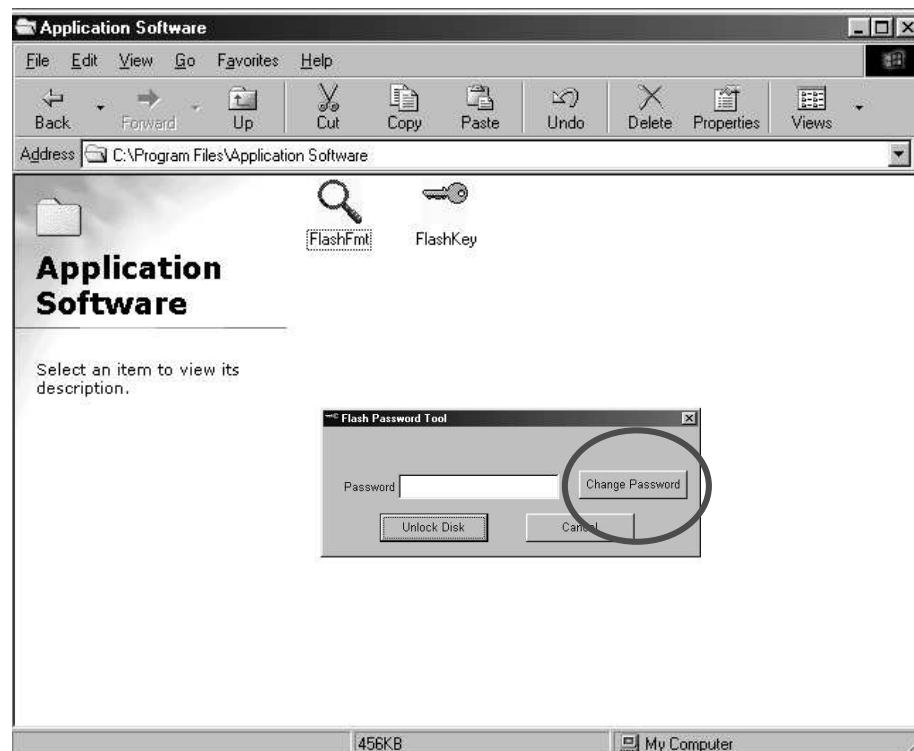 Application Software
File Edit View Go Favorites Help
Back Forward Up Cut Copy Paste Undo Delete Properties Views
Address C:\Program Files\Application Software
FlashFmt FlashKey
Application
Software
Select an item to view its
description.
Flash Password Tool
Password Change Password
Unlock Disk Cancel
456KB My Computer